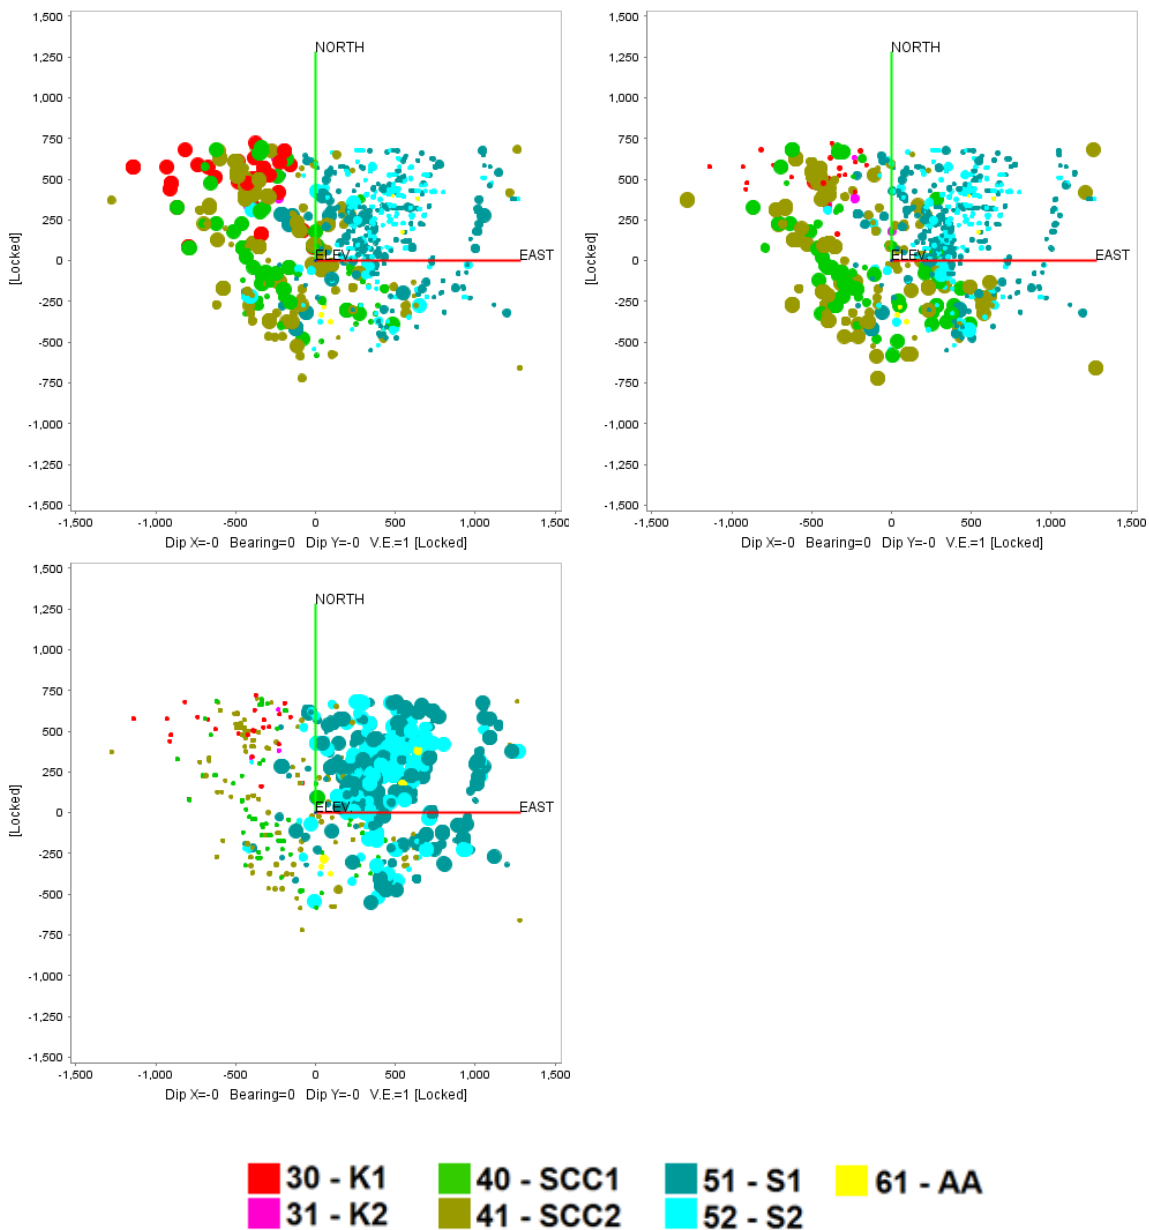 1,500
1,250
1,000
750
500
250
0
-250
-500
-750
-1,000
-1,250
-1,500
[Locked]
NORTH
ELEV
EAST
-1,500 -1,000 -500 0 500 1,000 1,500
Dip X=-0 Bearing=0 Dip Y=-0 V.E.=1 [Locked]
1,500
1,250
1,000
750
500
250
0
-250
-500
-750
-1,000
-1,250
-1,500
[Locked]
NORTH
ELEV
EAST
-1,500 -1,000 -500 0 500 1,000 1,500
Dip X=-0 Bearing=0 Dip Y=-0 V.E.=1 [Locked]
1,500
1,250
1,000
750
500
250
0
-250
-500
-750
-1,000
-1,250
-1,500
[Locked]
NORTH
ELEV
EAST
-1,500 -1,000 -500 0 500 1,000 1,500
Dip X=-0 Bearing=0 Dip Y=-0 V.E.=1 [Locked]
30 - K1 40 - SCC1 51 - S1 61 - AA
31 - K2 41 - SCC2 52 - S2